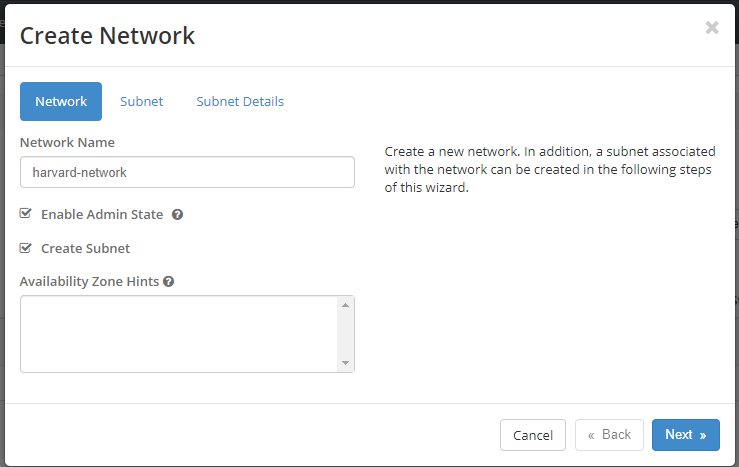 Create Network
×
Network
Subnet
Subnet Details
Network Name
harvard-network
Create a new network. In addition, a subnet associated
with the network can be created in the following steps
of this wizard.
Enable Admin State ?
Create Subnet
Availability Zone Hints ?
Cancel
« Back
Next »